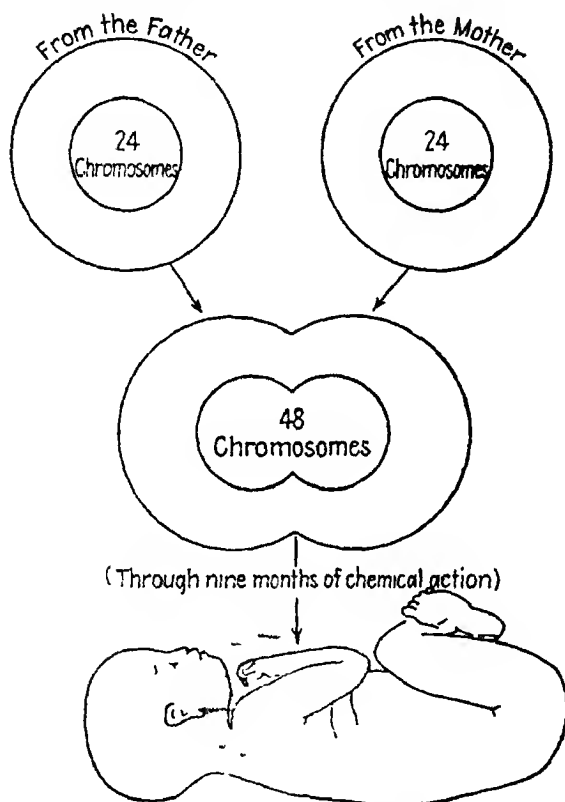 From the Father
From the Mother
24
Chromosomes
24
Chromosomes
48
Chromosomes
(Through nine months of chemical action)